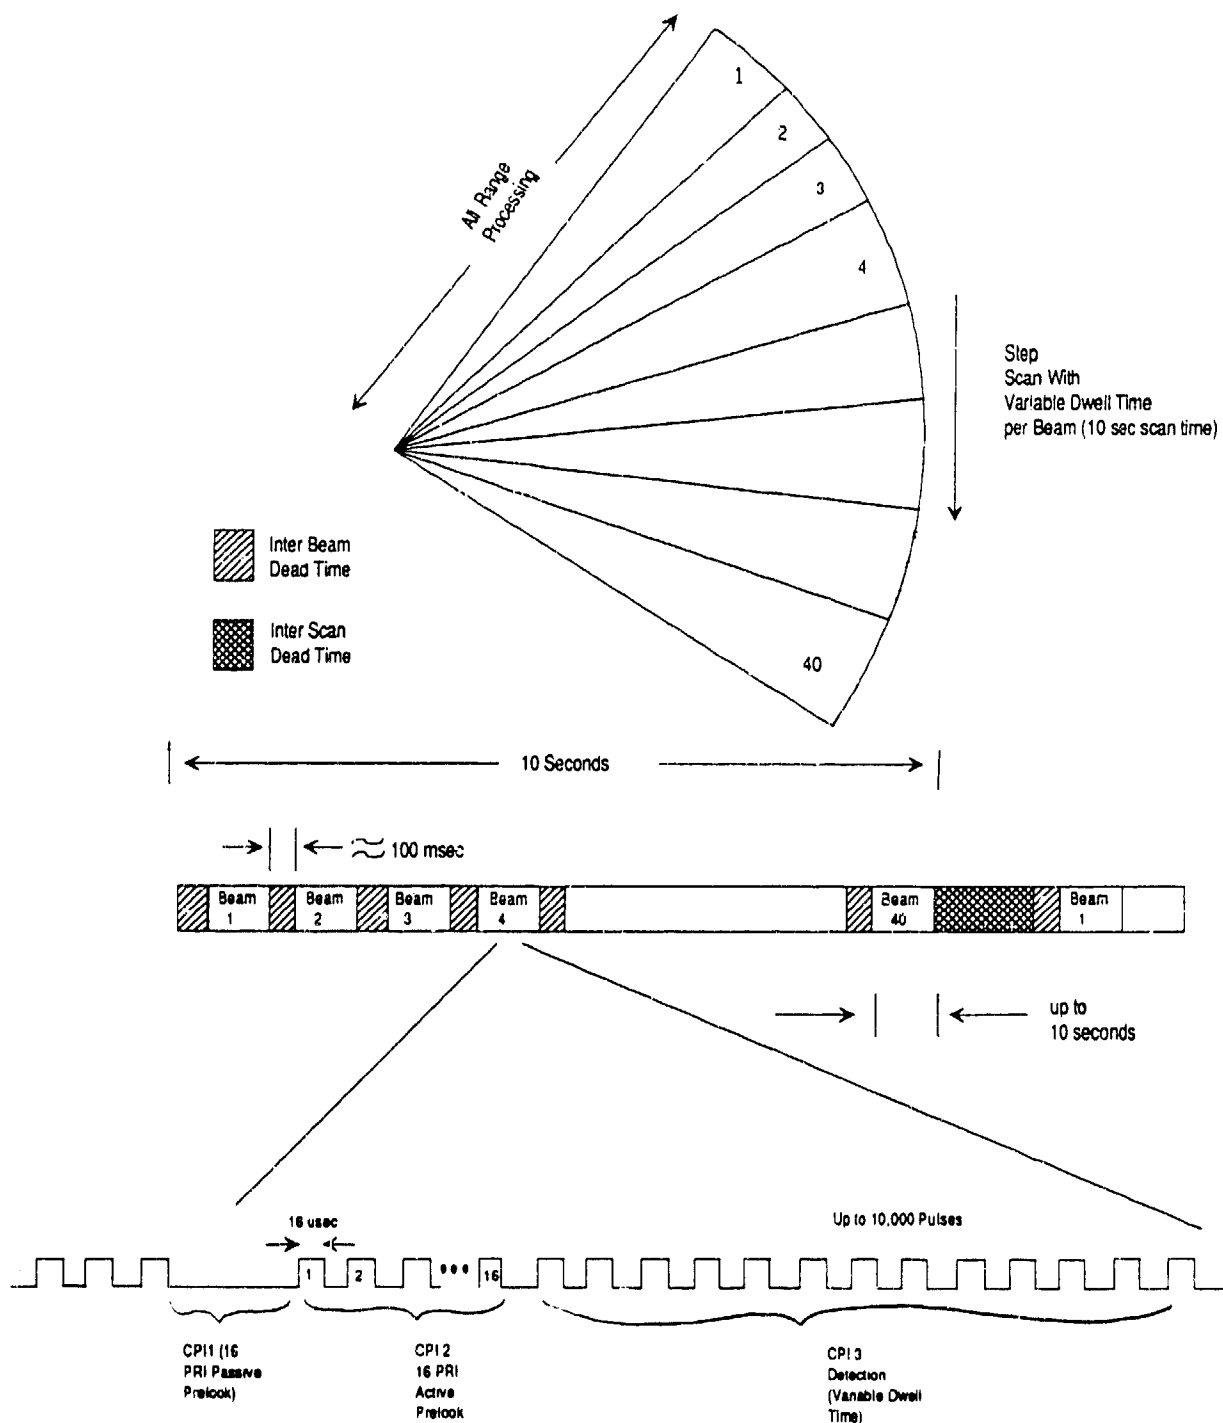 1
2
3
4
40
All Range
Processing
Step
Scan With
Variable Dwell Time
per Beam (10 sec scan time)
Inter Beam
Dead Time
Inter Scan
Dead Time
10 Seconds
≈ 100 msec
Beam
1
Beam
2
Beam
3
Beam
4
Beam
40
Beam
1
up to
10 seconds
16 usec
Up to 10,000 Pulses
1
2
•••
16
CPI1 (16
PRI Passive
Prelook)
CPI 2
16 PRI
Active
Prelook
CPI 3
Detection
(Variable Dwell
Time)